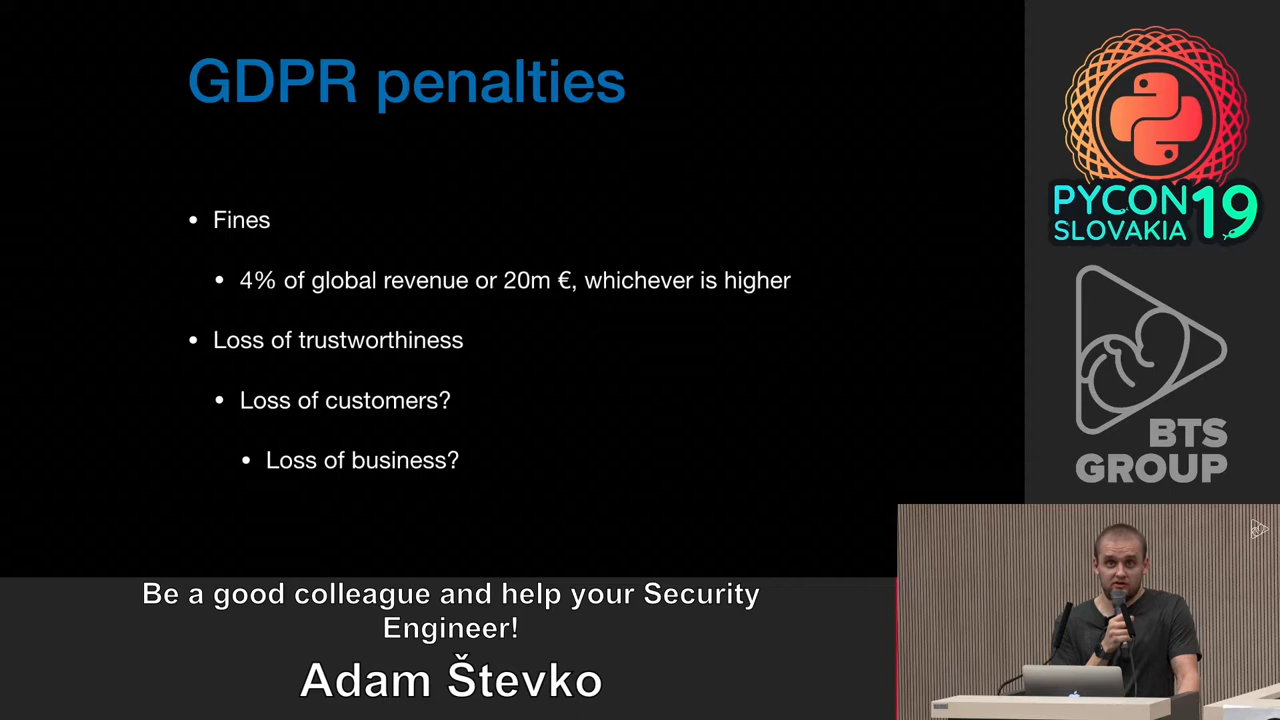 GDPR penalties
• Fines
• 4% of global revenue or 20m €, whichever is higher
• Loss of trustworthiness
• Loss of customers?
• Loss of business?
PYCON 19
SLOVAKIA
BTS
GROUP
Be a good colleague and help your Security
Engineer!
Adam Števko